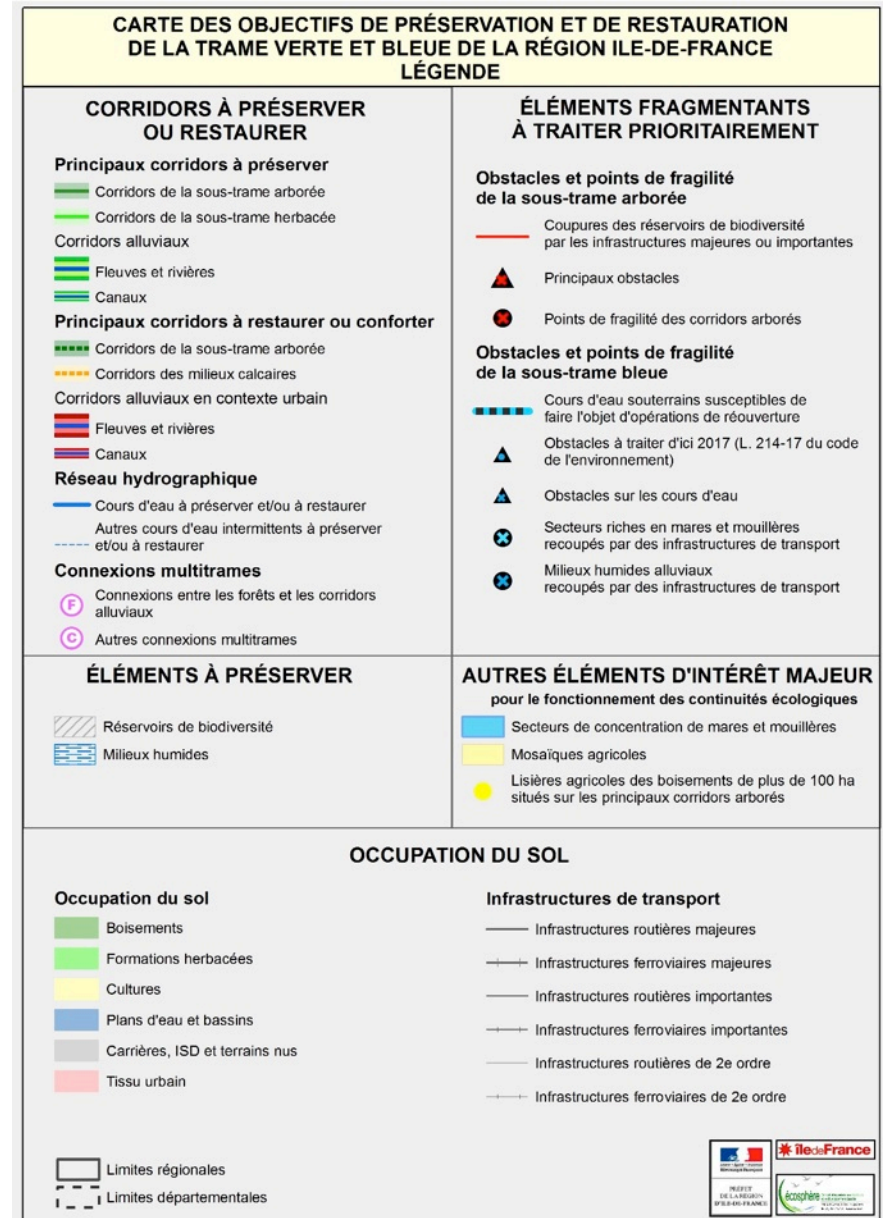 CARTE DES OBJECTIFS DE PRÉSERVATION ET DE RESTAURATION
DE LA TRAME VERTE ET BLEUE DE LA RÉGION ILE-DE-FRANCE
LÉGENDE
CORRIDORS À PRÉSERVER
OU RESTAURER
Principaux corridors à préserver
Corridors de la sous-trame arborée
Corridors de la sous-trame herbacée
Corridors alluviaux
Fleuves et rivières
Canaux
Principaux corridors à restaurer ou conforter
Corridors de la sous-trame arborée
Corridors des milieux calcaires
Corridors alluviaux en contexte urbain
Fleuves et rivières
Canaux
Réseau hydrographique
Cours d'eau à préserver et/ou à restaurer
Autres cours d'eau intermittents à préserver
et/ou à restaurer
Connexions multitrames
F
Connexions entre les forêts et les corridors
alluviaux
C
Autres connexions multitrames
ÉLÉMENTS FRAGMENTANTS
À TRAITER PRIORITAIREMENT
Obstacles et points de fragilité
de la sous-trame arborée
Coupures des réservoirs de biodiversité
par les infrastructures majeures ou importantes
Principaux obstacles
Points de fragilité des corridors arborés
Obstacles et points de fragilité
de la sous-trame bleue
Cours d'eau souterrains susceptibles de
faire l'objet d'opérations de réouverture
Obstacles à traiter d'ici 2017 (L. 214-17 du code
de l'environnement)
Obstacles sur les cours d'eau
Secteurs riches en mares et mouillères
recoupés par des infrastructures de transport
Milieux humides alluviaux
recoupés par des infrastructures de transport
ÉLÉMENTS À PRÉSERVER
Réservoirs de biodiversité
Milieux humides
AUTRES ÉLÉMENTS D'INTÉRÊT MAJEUR
pour le fonctionnement des continuités écologiques
Secteurs de concentration de mares et mouillères
Mosaïques agricoles
Lisières agricoles des boisements de plus de 100 ha
situés sur les principaux corridors arborés
OCCUPATION DU SOL
Occupation du sol
Boisements
Formations herbacées
Cultures
Plans d'eau et bassins
Carrières, ISD et terrains nus
Tissu urbain
Infrastructures de transport
Infrastructures routières majeures
Infrastructures ferroviaires majeures
Infrastructures routières importantes
Infrastructures ferroviaires importantes
Infrastructures routières de 2e ordre
Infrastructures ferroviaires de 2e ordre
Limites régionales
Limites départementales
PRÉFET
DE LA RÉGION
D'ILE-DE-FRANCE
îledeFrance
écosphère